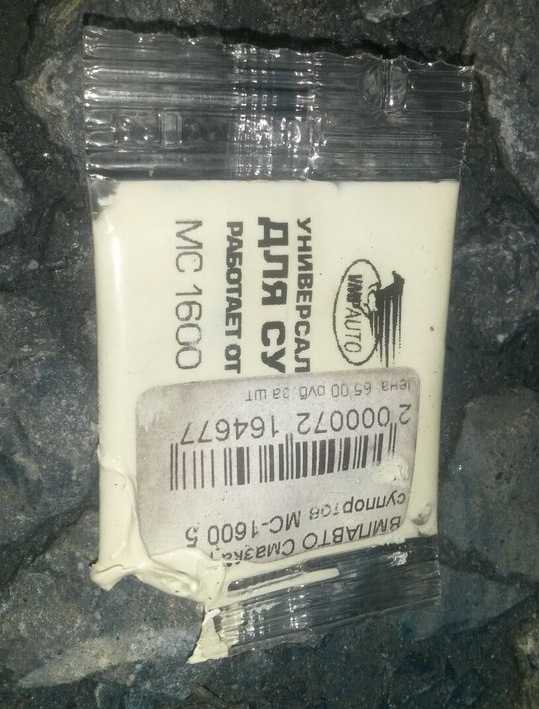 VMPAUTO
УНИВЕРСАЛ
ДЛЯ СУ
РАБОТАЕТ ОТ
МС 1600
ВМПАВТО Смазка
суппортов МС-1600 5
2 000072 164677
цена 65.00 руб. за шт